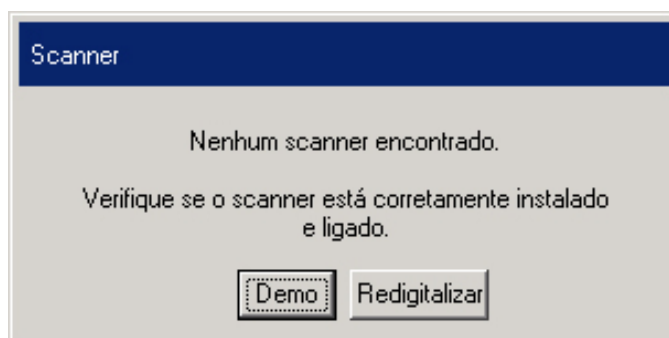 Scanner
Nenhum scanner encontrado.
Verifique se o scanner está corretamente instalado
e ligado.
Demo Redigitalizar